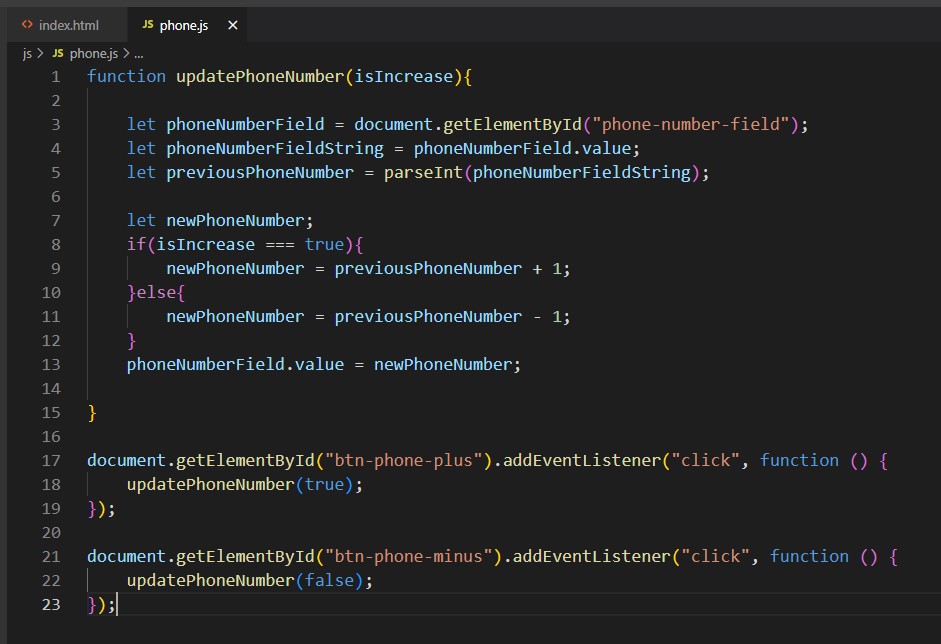 <> index.html JS phone.js ×
js > JS phone.js > ...
1 function updatePhoneNumber(isIncrease){
2
3     let phoneNumberField = document.getElementById("phone-number-field");
4     let phoneNumberFieldString = phoneNumberField.value;
5     let previousPhoneNumber = parseInt(phoneNumberFieldString);
6
7     let newPhoneNumber;
8     if(isIncrease === true){
9         newPhoneNumber = previousPhoneNumber + 1;
10     }else{
11         newPhoneNumber = previousPhoneNumber - 1;
12     }
13     phoneNumberField.value = newPhoneNumber;
14
15 }
16
17 document.getElementById("btn-phone-plus").addEventListener("click", function () {
18     updatePhoneNumber(true);
19 });
20
21 document.getElementById("btn-phone-minus").addEventListener("click", function () {
22     updatePhoneNumber(false);
23 });